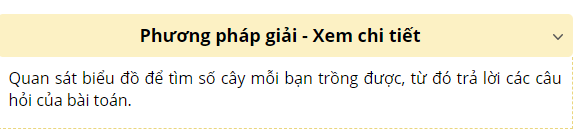 Phương pháp giải - Xem chi tiết
Quan sát biểu đồ để tìm số cây mỗi bạn trồng được, từ đó trả lời các câu
hỏi của bài toán.